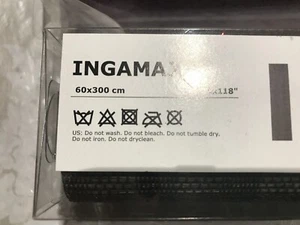 INGAMA
60x300 cm x118"
US: Do not wash. Do not bleach. Do not tumble dry.
Do not iron. Do not dryclean.